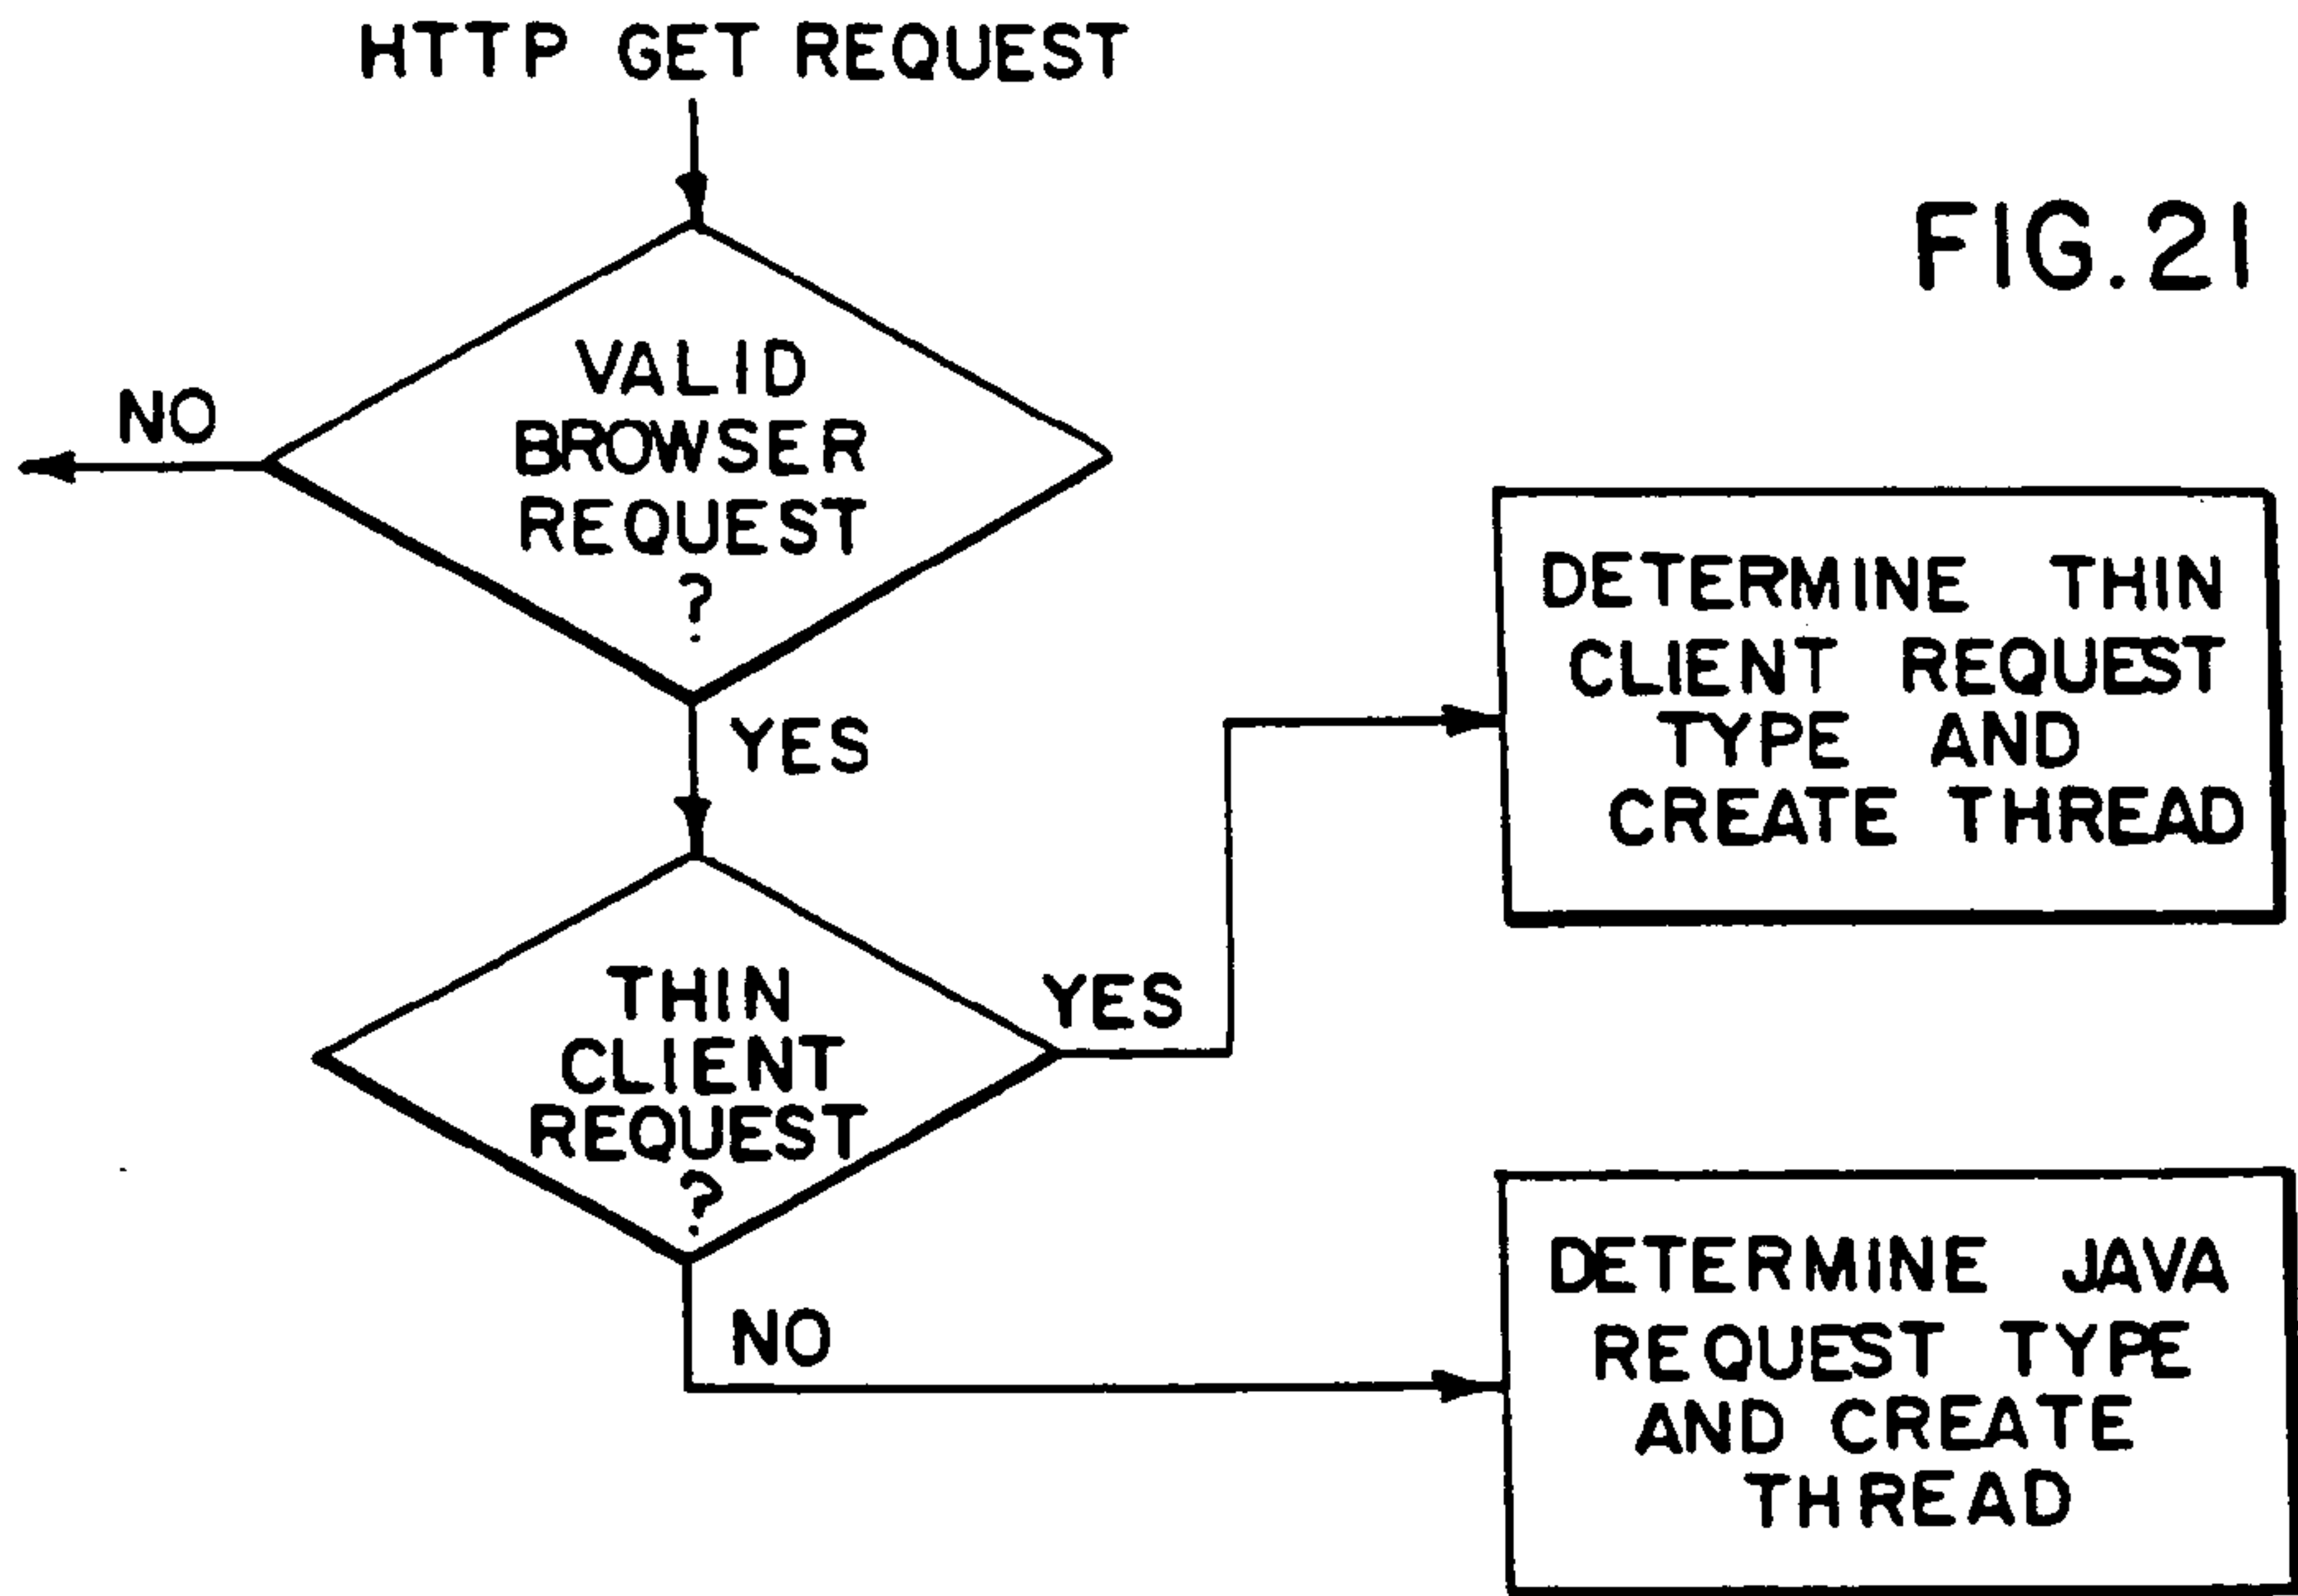 HTTP GET REQUEST
FIG.21
VALID
BROWSER
REQUEST
?
NO
YES
DETERMINE THIN
CLIENT REQUEST
TYPE AND
CREATE THREAD
THIN
CLIENT
REQUEST
?
YES
NO
DETERMINE JAVA
REQUEST TYPE
AND CREATE
THREAD